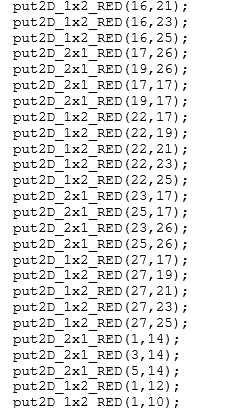 put2D_1x2_RED(16,21);
put2D_1x2_RED(16,23);
put2D_1x2_RED(16,25);
put2D_2x1_RED(17,26);
put2D_2x1_RED(19,26);
put2D_2x1_RED(17,17);
put2D_2x1_RED(19,17);
put2D_1x2_RED(22,17);
put2D_1x2_RED(22,19);
put2D_1x2_RED(22,21);
put2D_1x2_RED(22,23);
put2D_1x2_RED(22,25);
put2D_2x1_RED(23,17);
put2D_2x1_RED(25,17);
put2D_2x1_RED(23,26);
put2D_2x1_RED(25,26);
put2D_1x2_RED(27,17);
put2D_1x2_RED(27,19);
put2D_1x2_RED(27,21);
put2D_1x2_RED(27,23);
put2D_1x2_RED(27,25);
put2D_2x1_RED(1,14);
put2D_2x1_RED(3,14);
put2D_2x1_RED(5,14);
put2D_1x2_RED(1,12);
put2D_1x2_RED(1,10);